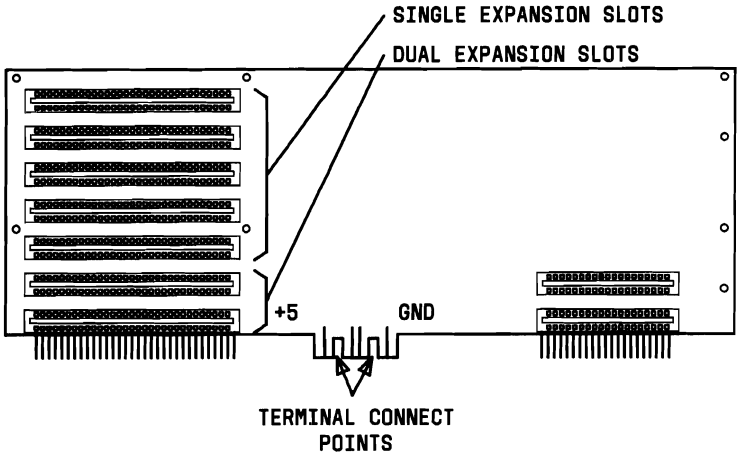 SINGLE EXPANSION SLOTS
DUAL EXPANSION SLOTS
+5
GND
TERMINAL CONNECT
POINTS